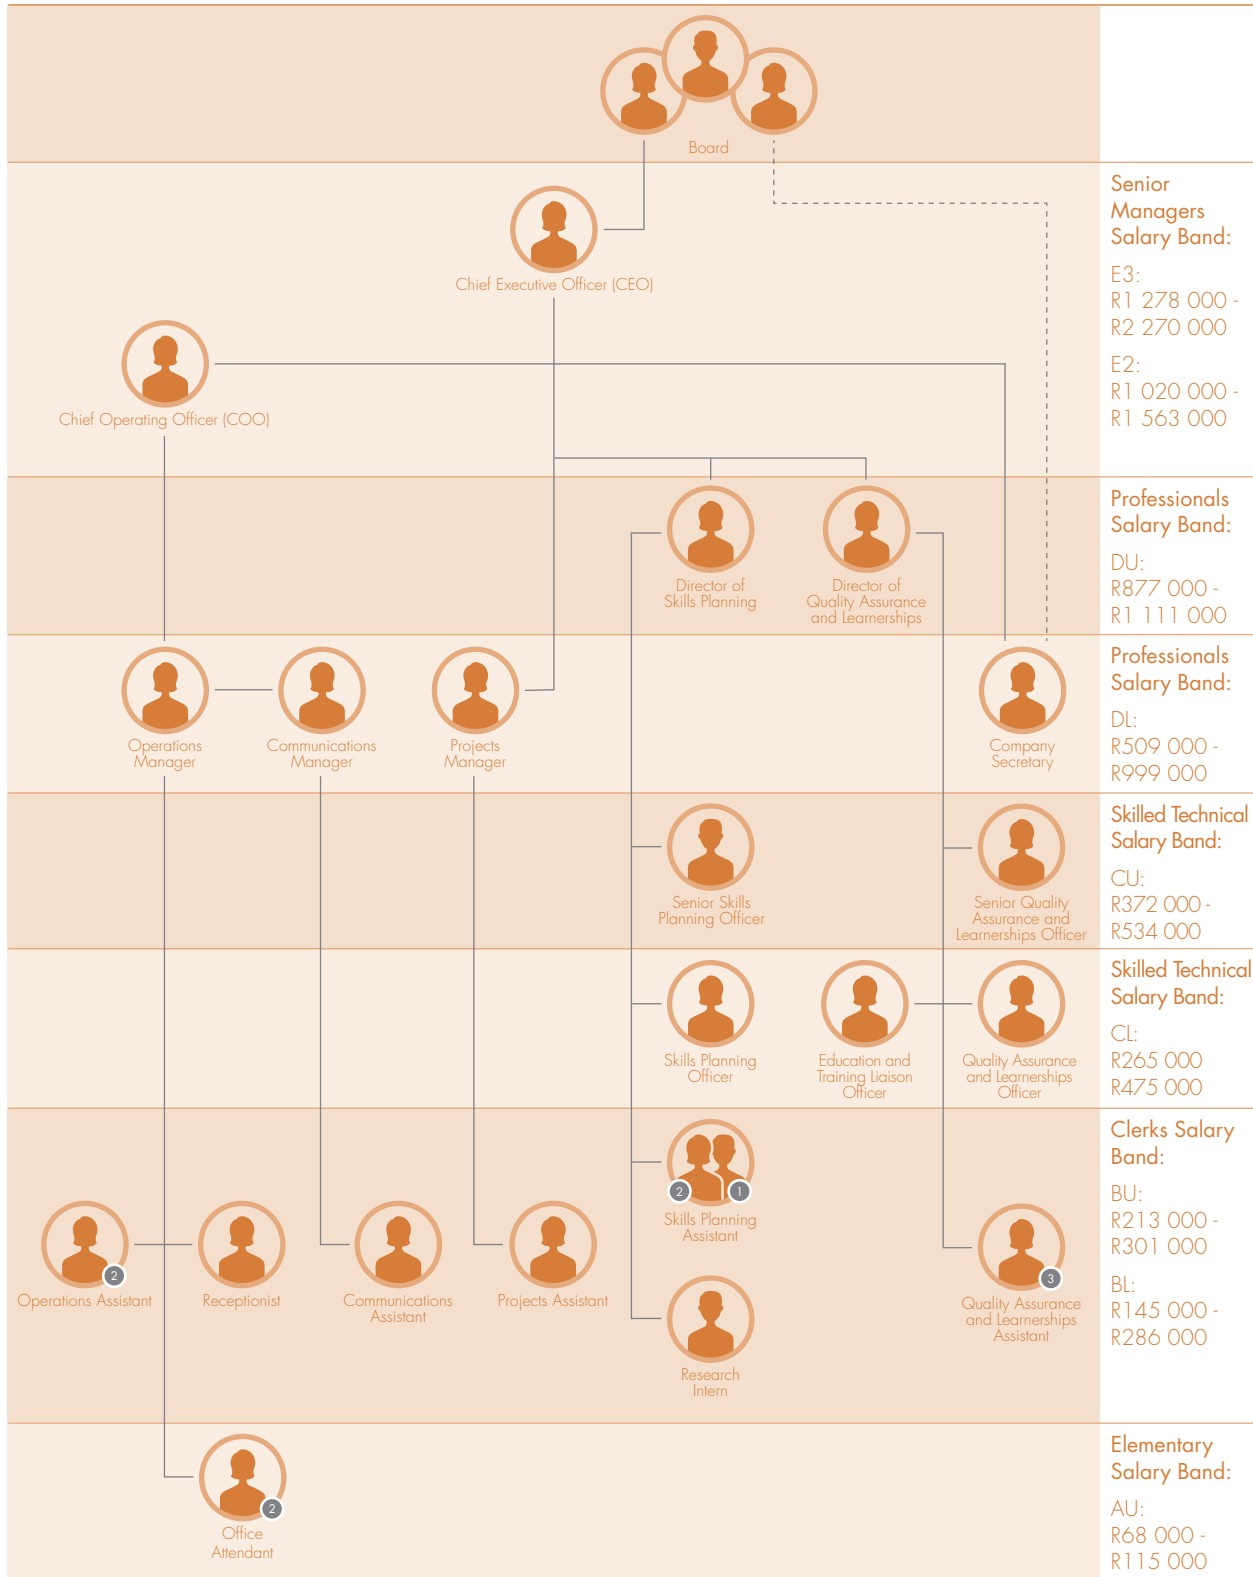 Board
Senior
Managers
Salary Band:
E3:
R1 278 000 -
R2 270 000
E2:
R1 020 000 -
R1 563 000
Chief Executive Officer (CEO)
Chief Operating Officer (COO)
Professionals
Salary Band:
DU:
R877 000 -
R1 111 000
Director of
Skills Planning
Director of
Quality Assurance
and Learnerships
Professionals
Salary Band:
DL:
R509 000 -
R999 000
Operations
Manager
Communications
Manager
Projects
Manager
Company
Secretary
Skilled Technical
Salary Band:
CU:
R372 000 -
R534 000
Senior Skills
Planning Officer
Senior Quality
Assurance and
Learnerships Officer
Skilled Technical
Salary Band:
CL:
R265 000
R475 000
Skills Planning
Officer
Education and
Training Liaison
Officer
Quality Assurance
and Learnerships
Officer
Clerks Salary
Band:
BU:
R213 000 -
R301 000
BL:
R145 000 -
R286 000
2
1
Skills Planning
Assistant
2
Operations Assistant
Receptionist
Communications
Assistant
Projects Assistant
3
Quality Assurance
and Learnerships
Assistant
Research
Intern
Elementary
Salary Band:
AU:
R68 000 -
R115 000
2
Office
Attendant